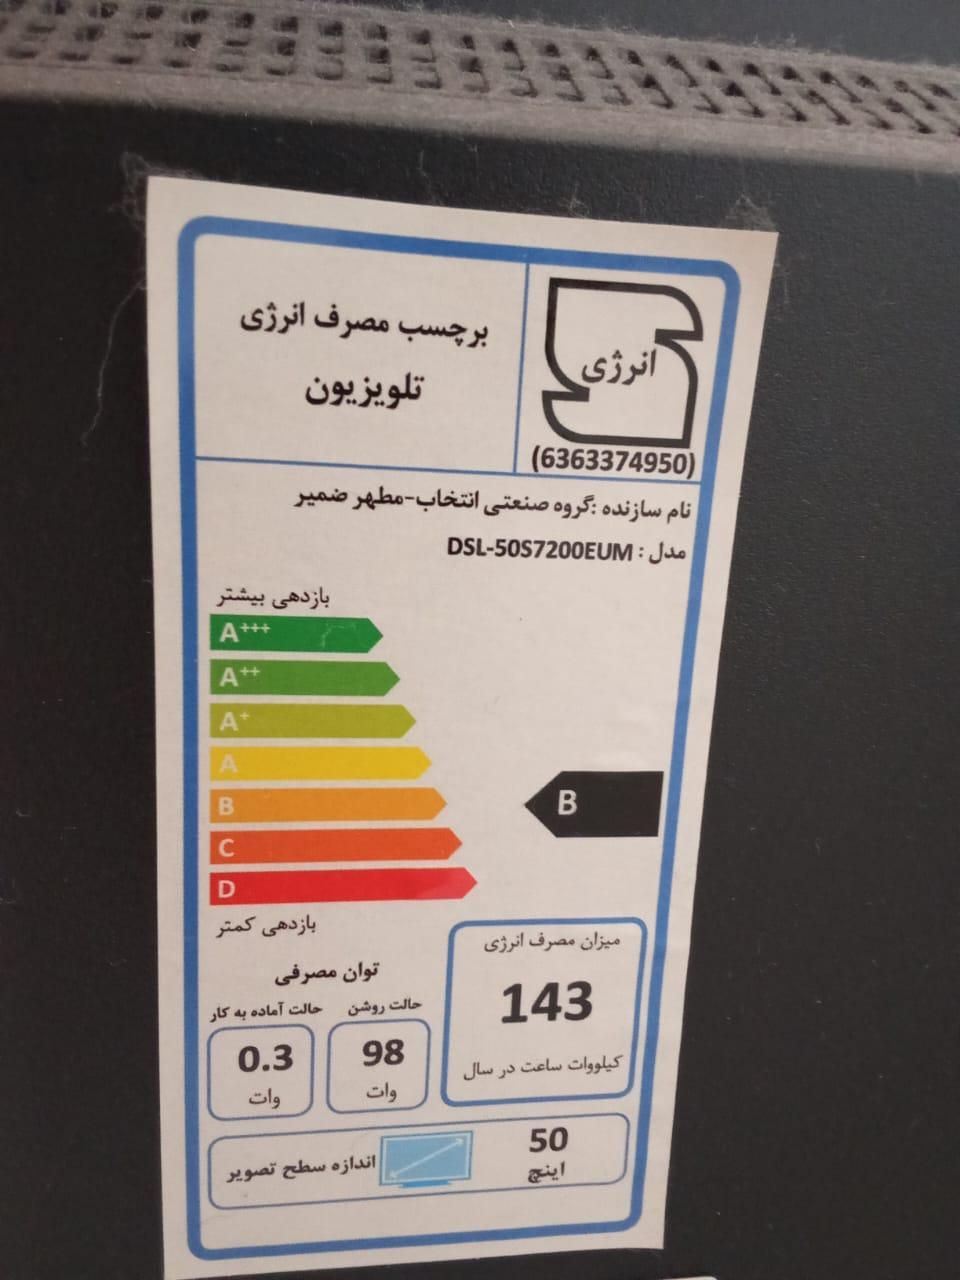 برچسب مصرف انرژی
تلویزیون
انرژی
(6363374950)
نام سازنده :گروه صنعتی انتخاب-مطهر ضمیر
مدل : DSL-50S7200EUM
بازدهی بیشتر
A+++
A++
A+
A
B
B
C
D
بازدهی کمتر
میزان مصرف انرژی
143
کیلووات ساعت در سال
توان مصرفی
حالت روشن
98
وات
حالت آماده به کار
0.3
وات
50
اینچ
اندازه سطح تصویر